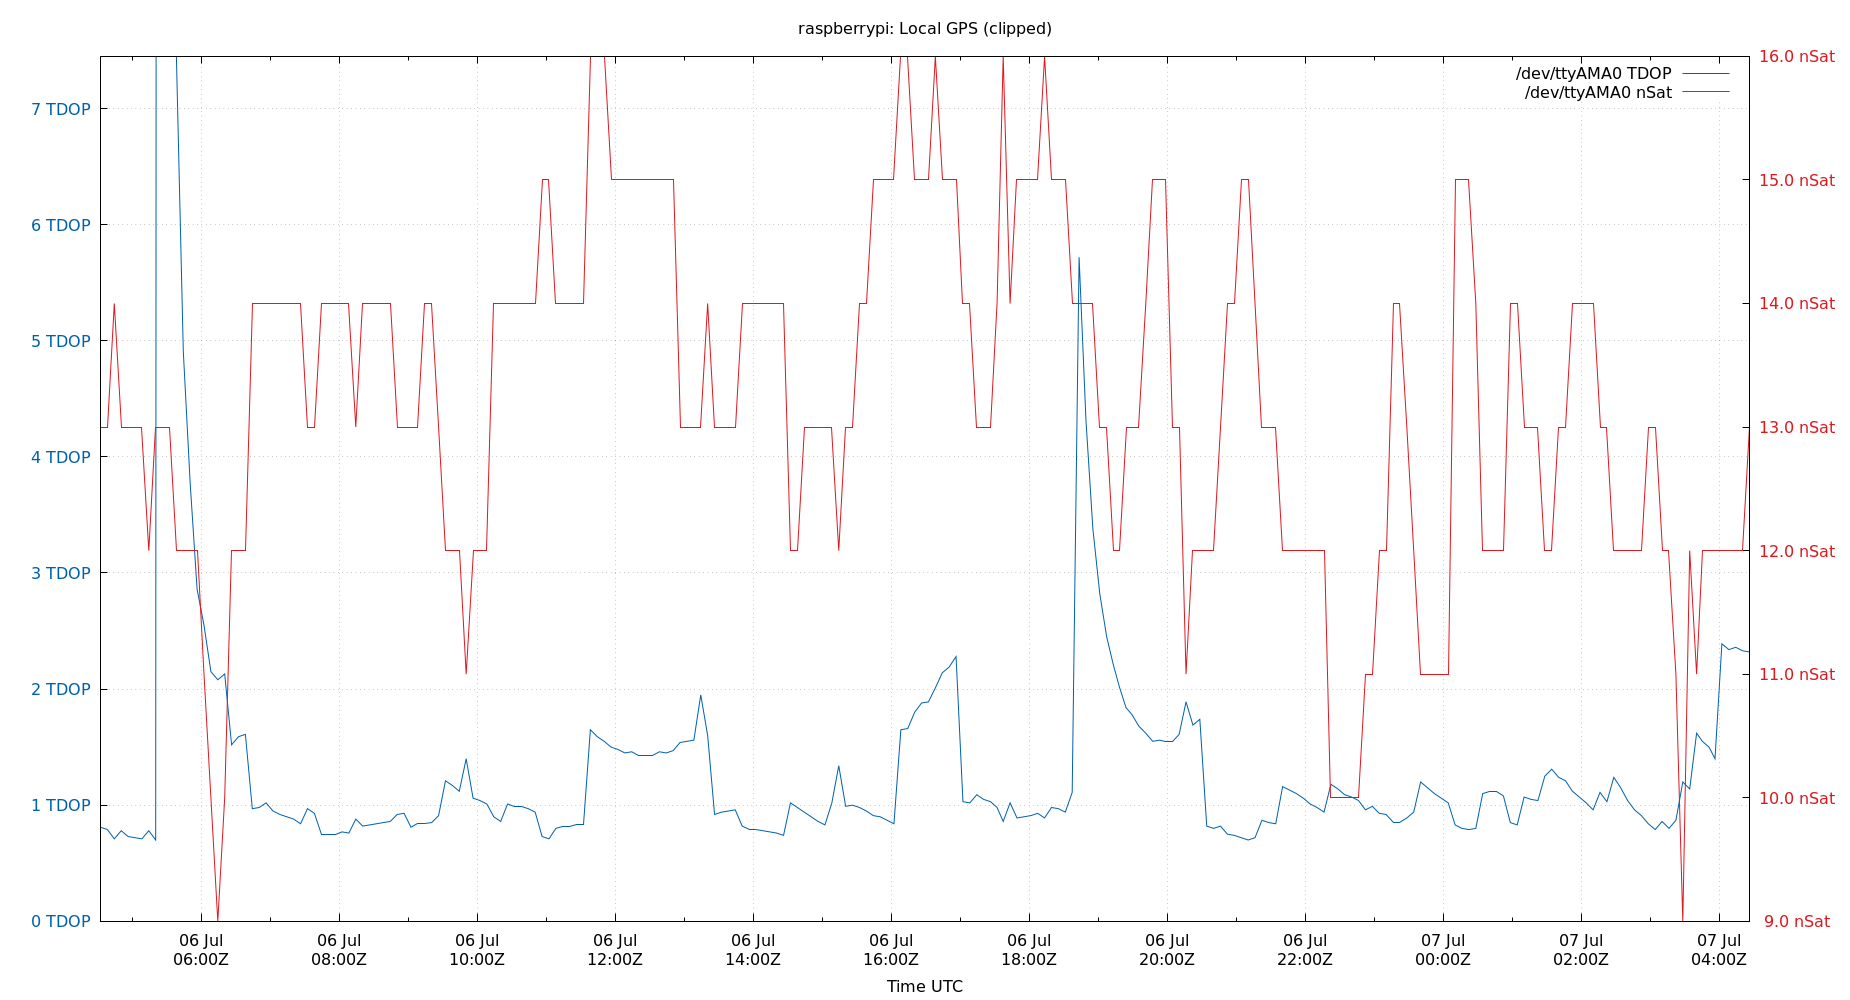 raspberrypi: Local GPS (clipped)
/dev/ttyAMA0 TDOP
/dev/ttyAMA0 nSat
7 TDOP
6 TDOP
5 TDOP
4 TDOP
3 TDOP
2 TDOP
1 TDOP
0 TDOP
16.0 nSat
15.0 nSat
14.0 nSat
13.0 nSat
12.0 nSat
11.0 nSat
10.0 nSat
9.0 nSat
06 Jul 06 Jul 06 Jul 06 Jul 06 Jul 06 Jul 06 Jul 06 Jul 06 Jul 07 Jul 07 Jul 07 Jul
06:00Z 08:00Z 10:00Z 12:00Z 14:00Z 16:00Z 18:00Z 20:00Z 22:00Z 00:00Z 02:00Z 04:00Z
Time UTC